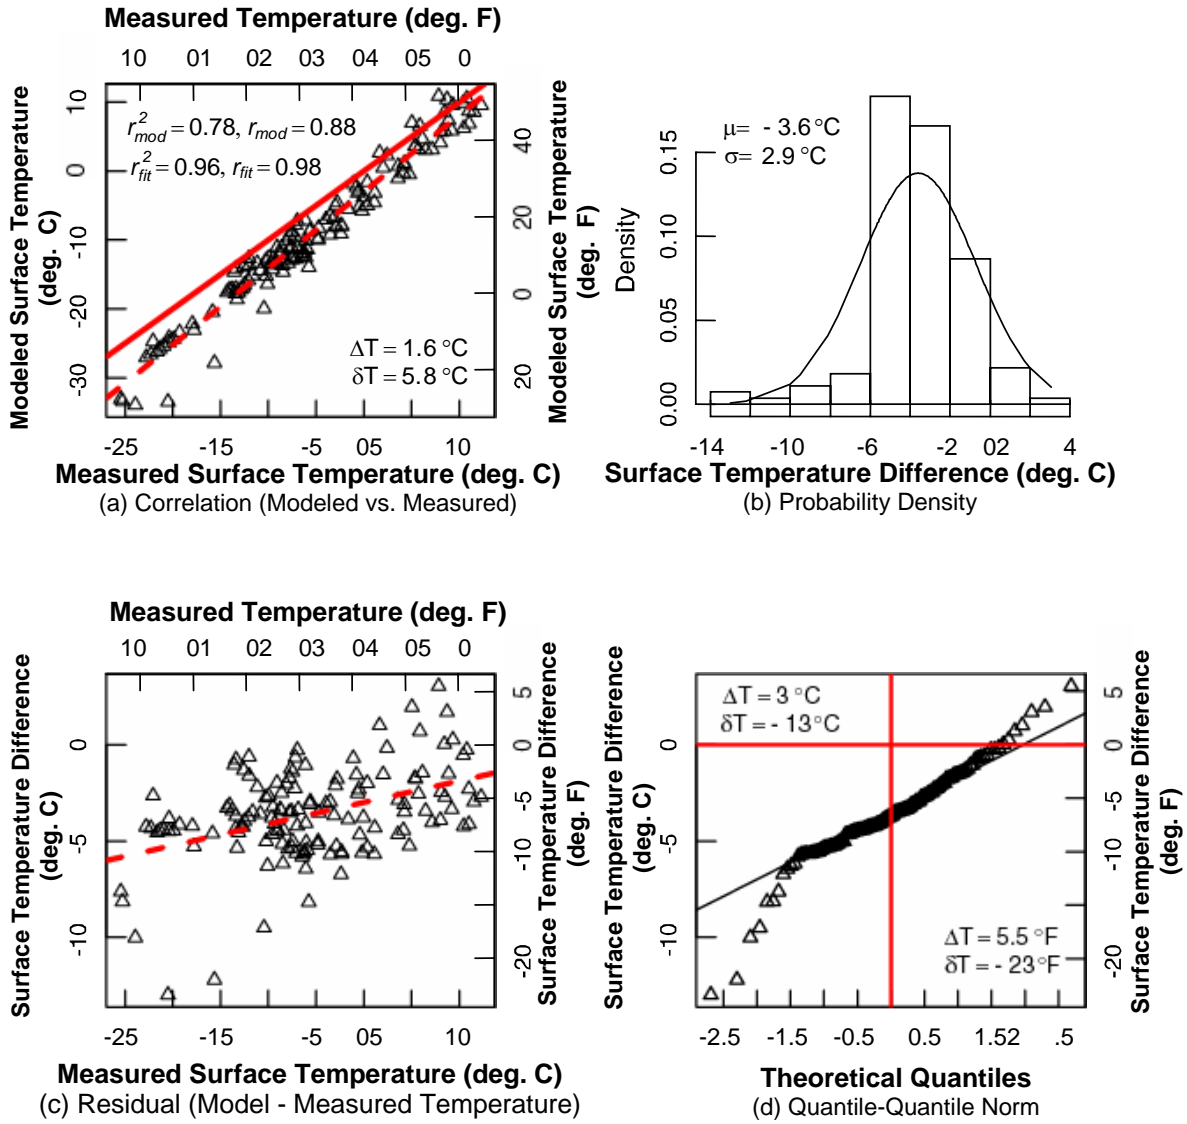 Measured Temperature (deg. F)
10 01 02 03 04 05 0
Modeled Surface Temperature
(deg. C)
10
0
-10
-20
-30
r²mod = 0.78, rmod = 0.88
r²fit = 0.96, rfit = 0.98
ΔT = 1.6 °C
δT = 5.8 °C
40
20
0
20
Modeled Surface Temperature
(deg. F)
-25 -15 -5 05 10
Measured Surface Temperature (deg. C)
(a) Correlation (Modeled vs. Measured)
μ= - 3.6 °C
σ= 2.9 °C
Density
0.15
0.10
0.05
0.00
-14 -10 -6 -2 02 4
Surface Temperature Difference (deg. C)
(b) Probability Density
Measured Temperature (deg. F)
10 01 02 03 04 05 0
Surface Temperature Difference
(deg. C)
0
-5
-10
5
0
-5
-10
-20
Surface Temperature Difference
(deg. F)
-25 -15 -5 05 10
Measured Surface Temperature (deg. C)
(c) Residual (Model - Measured Temperature)
Surface Temperature Difference
(deg. C)
0
-5
-10
ΔT = 3 °C
δT = - 13°C
ΔT = 5.5 °F
δT = - 23°F
5
0
-5
-10
-20
Surface Temperature Difference
(deg. F)
-2.5 -1.5 -0.5 0.5 1.52 .5
Theoretical Quantiles
(d) Quantile-Quantile Norm